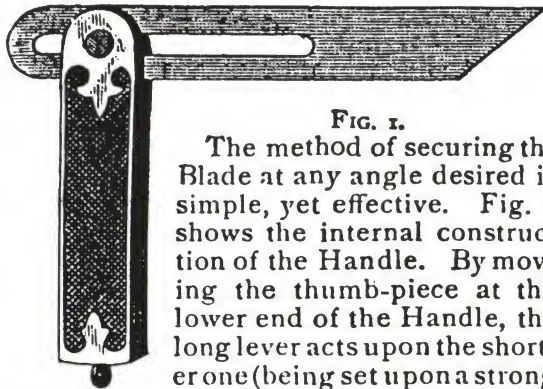 FIG. 1.
The method of securing th
Blade at any angle desired i
simple, yet effective. Fig.
shows the internal construc
tion of the Handle. By mov
ing the thumb-piece at th
lower end of the Handle, th
long lever acts upon the short
er one (being set upon a strong